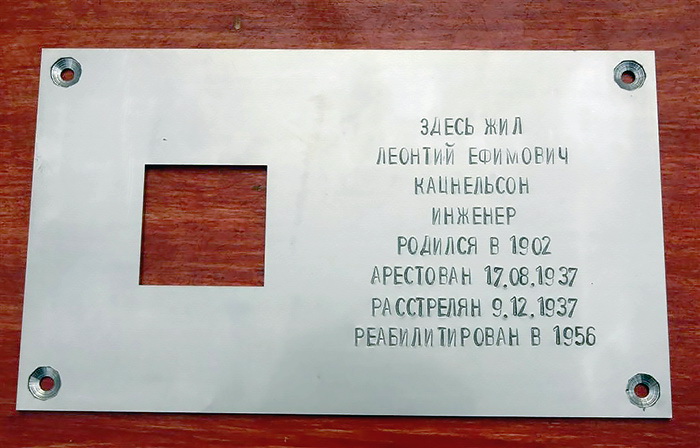 ЗДЕСЬ ЖИЛ
ЛЕОНТИЙ ЕФИМОВИЧ
КАЦНЕЛЬСОН
ИНЖЕНЕР
РОДИЛСЯ В 1902
АРЕСТОВАН 17.08.1937
РАССТРЕЛЯН 9.12.1937
РЕАБИЛИТИРОВАН В 1956